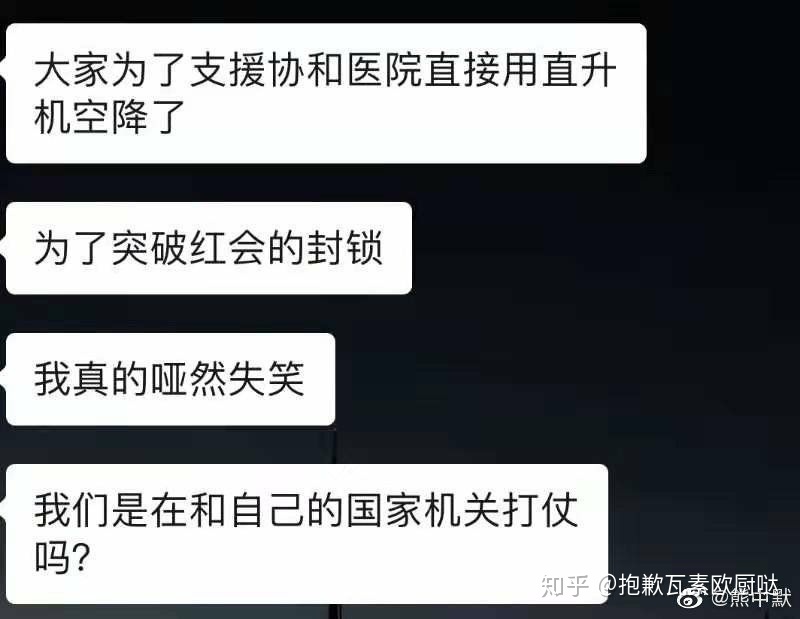 大家为了支援协和医院直接用直升
机空降了
为了突破红会的封锁
我真的哑然失笑
我们是在和自己的国家机关打仗
吗？
知乎 @抱歉瓦素欧厨哒
@熊中默